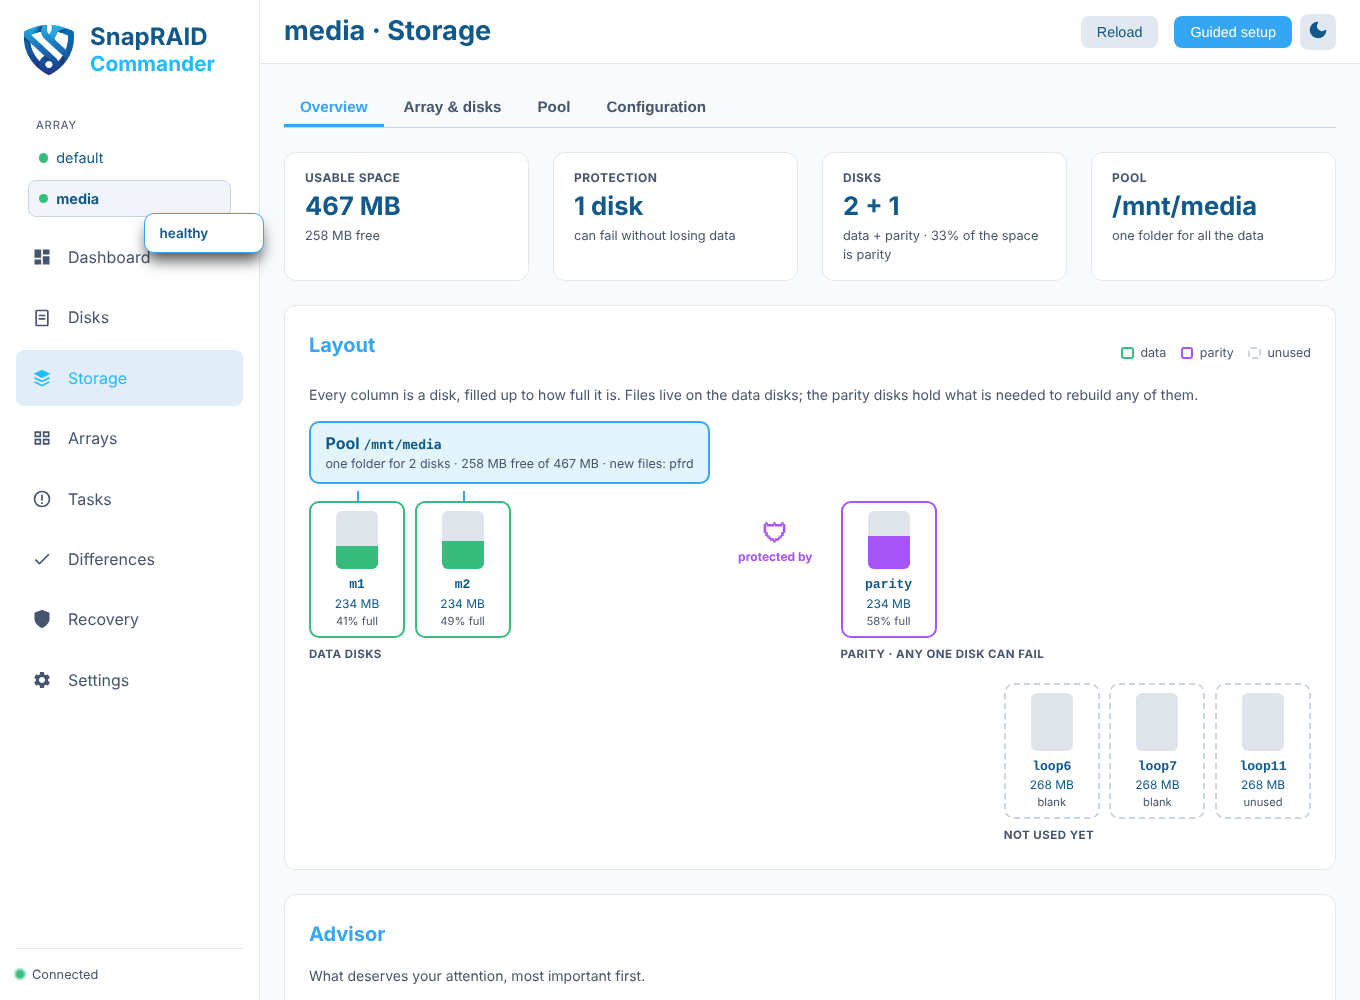 SnapRAID
Commander
ARRAY
default
media
healthy
Dashboard
Disks
Storage
Arrays
Tasks
Differences
Recovery
Settings
Connected
media · Storage
Reload
Guided setup
Overview
Array & disks
Pool
Configuration
USABLE SPACE
467 MB
258 MB free
PROTECTION
1 disk
can fail without losing data
DISKS
2 + 1
data + parity · 33% of the space
is parity
POOL
/mnt/media
one folder for all the data
Layout
data
parity
unused
Every column is a disk, filled up to how full it is. Files live on the data disks; the parity disks hold what is needed to rebuild any of them.
Pool /mnt/media
one folder for 2 disks · 258 MB free of 467 MB · new files: pfrd
m1
234 MB
41% full
m2
234 MB
49% full
DATA DISKS
protected by
parity
234 MB
58% full
PARITY · ANY ONE DISK CAN FAIL
loop6
268 MB
blank
loop7
268 MB
blank
loop11
268 MB
unused
NOT USED YET
Advisor
What deserves your attention, most important first.